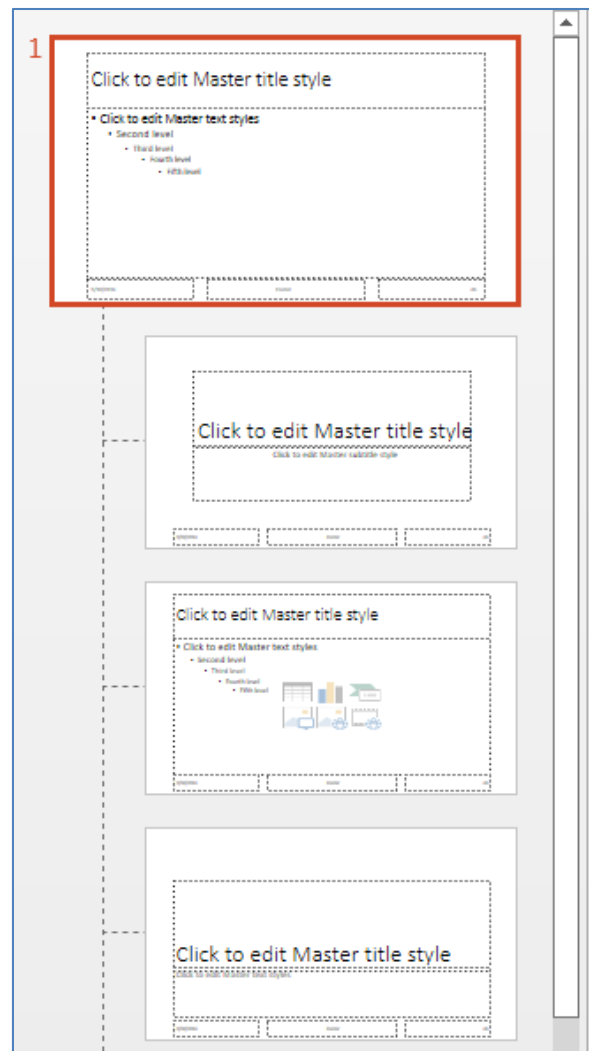 1
Click to edit Master title style
• Click to edit Master text styles
• Second level
• Third level
• Fourth level
• Fifth level
Click to edit Master title style
Click to edit Master subtitle style
Click to edit Master title style
• Click to edit Master text styles
• Second level
• Third level
• Fourth level
• Fifth level
Click to edit Master title style
Click to edit Master text styles